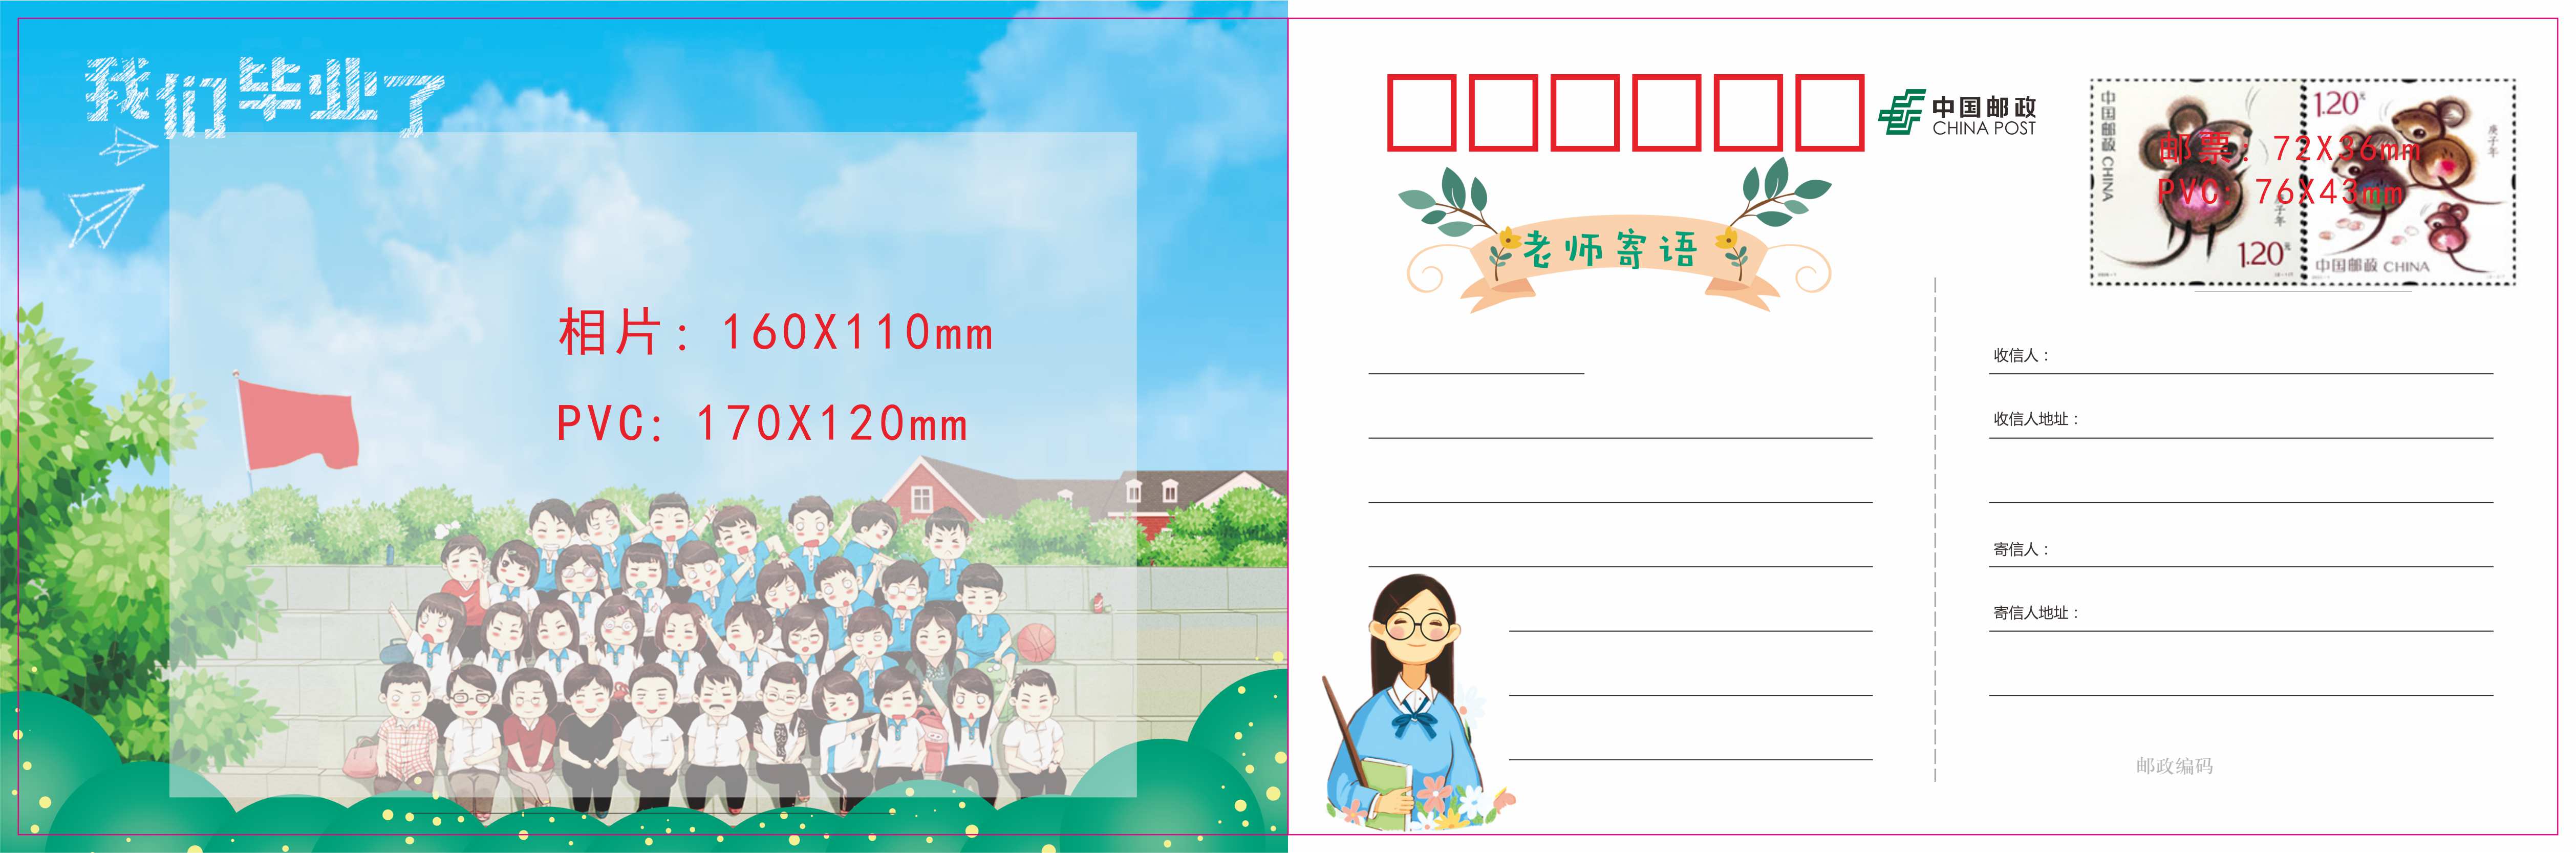 我们毕业了
相片：160X110mm
PVC：170X120mm
中国邮政
CHINA POST
中国邮政 CHINA
庚子年
1.20元
1.20元
庚子年
中国邮政 CHINA
邮票：72X36mm
PVC：76X43mm
老师寄语
收信人：
收信人地址：
寄信人：
寄信人地址：
邮政编码